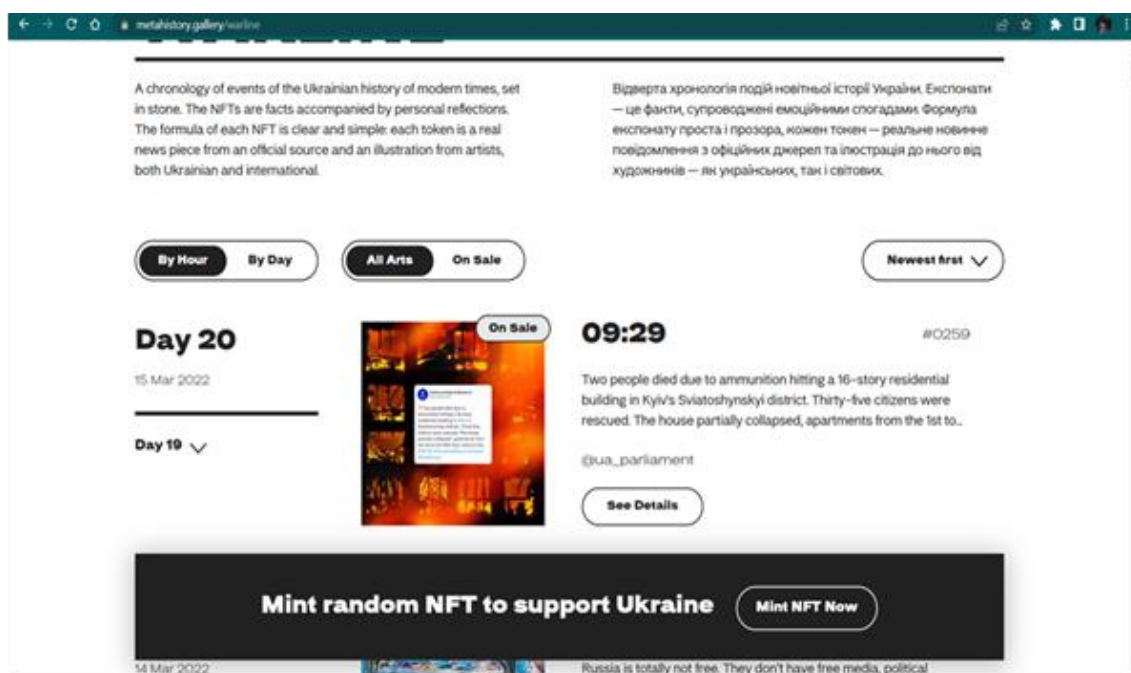 metahistory.gallery/warline
A chronology of events of the Ukrainian history of modern times, set
in stone. The NFTs are facts accompanied by personal reflections.
The formula of each NFT is clear and simple: each token is a real
news piece from an official source and an illustration from artists,
both Ukrainian and international.
Відверта хронологія подій новітньої історії України. Експонати
— це факти, супроводжені емоційними спогадами. Формула
експонату проста і прозора, кожен токен — реальне новинне
повідомлення з офіційних джерел та ілюстрація до нього від
художників — як українських, так і світових.
By Hour By Day All Arts On Sale Newest first
Day 20
15 Mar 2022
Day 19
On Sale
09:29 #0259
Two people died due to ammunition hitting a 16-story residential
building in Kyiv's Sviatoshynskyi district. Thirty-five citizens were
rescued. The house partially collapsed, apartments from the 1st to...
@ua_parliament
See Details
Mint random NFT to support Ukraine Mint NFT Now
14 Mar 2022
Russia is totally not free. They don't have free media, political